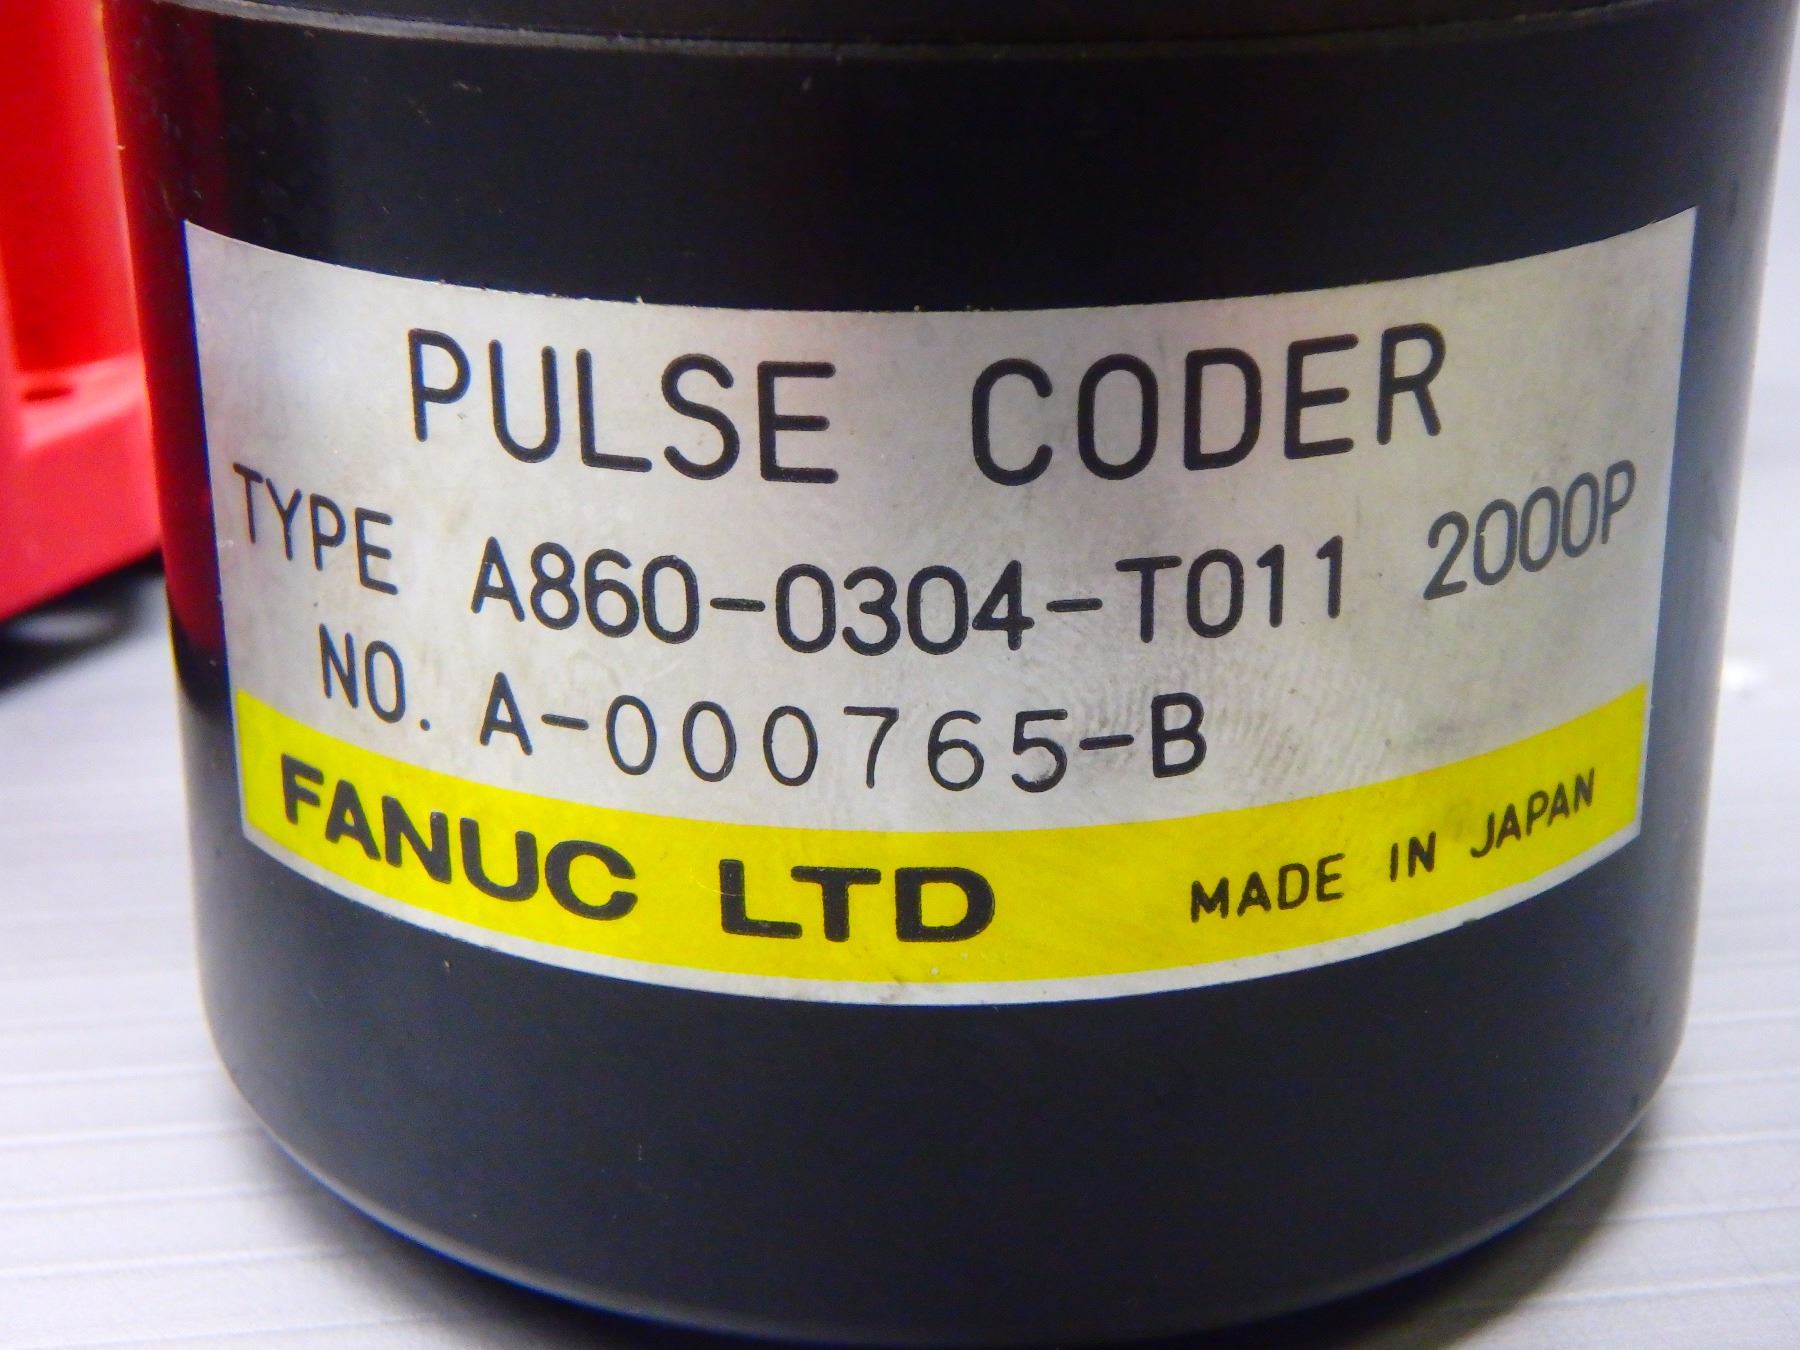 PULSE CODER
TYPE A860-0304-T011 2000P
NO. A-000765-B
FANUC LTD MADE IN JAPAN